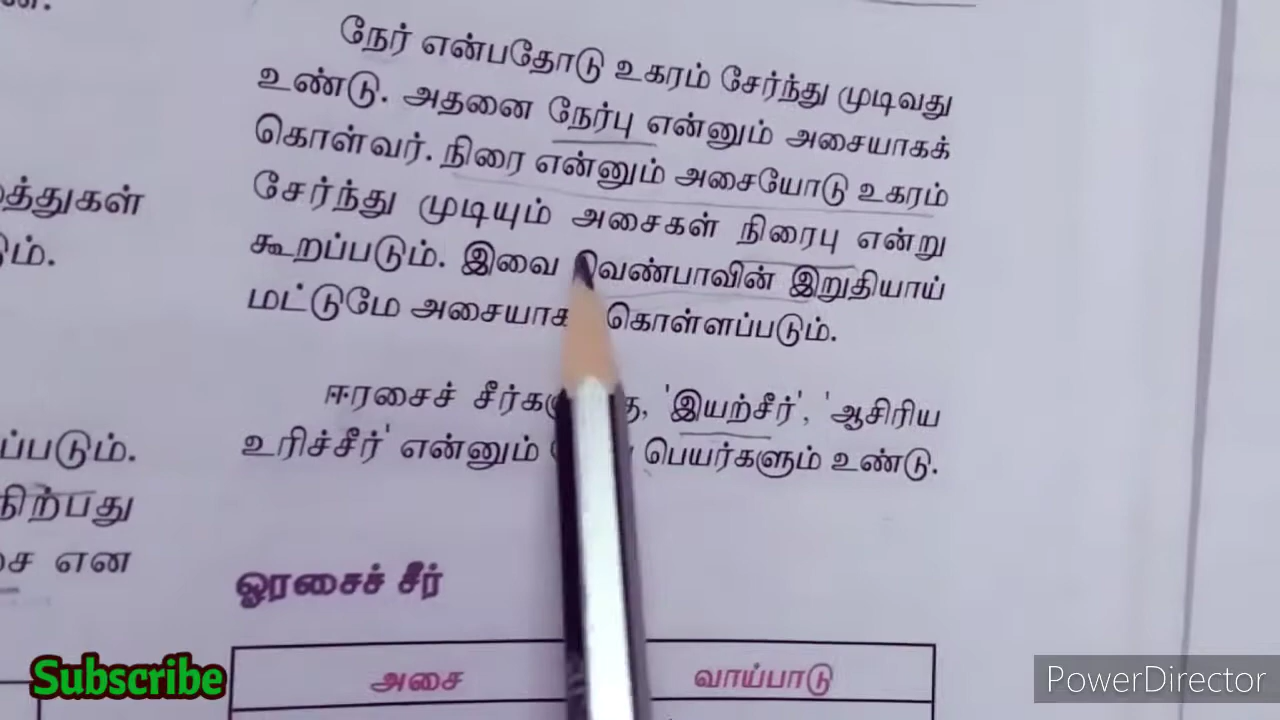 நேர் என்பதோடு உகரம் சேர்ந்து முடிவது
உண்டு. அதனை நேர்பு என்னும் அசையாகக்
கொள்வர். நிரை என்னும் அசையோடு உகரம்
த்துகள் சேர்ந்து முடியும் அசைகள் நிரைபு என்று
கூறப்படும். இவை வெண்பாவின் இறுதியாய்
மட்டுமே அசையாக கொள்ளப்படும்.
ஈரசைச் சீர்களுக்கு, 'இயற்சீர்', 'ஆசிரிய
ப்படும். உரிச்சீர்' என்னும் பெயர்களும் உண்டு.
நிற்பது
என
ஓரசைச் சீர்
அசை வாய்பாடு
Subscribe
PowerDirector